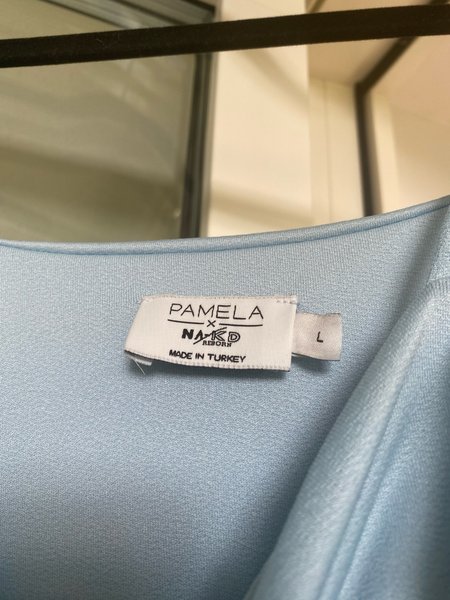 PAMELA
×
NA-KD
REBORN
MADE IN TURKEY
L